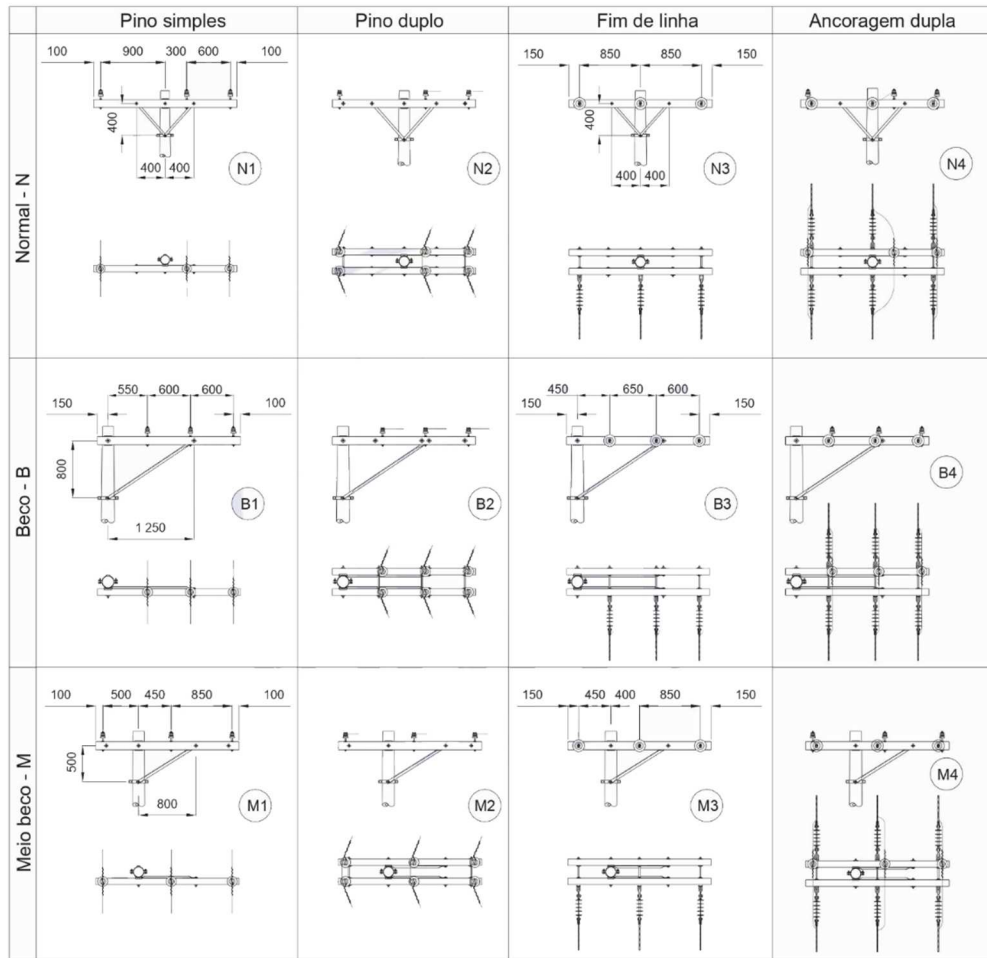 Pino simples Pino duplo Fim de linha Ancoragem dupla
Normal - N
100 900 300 600 100
400
400 400
N1
N2
150 850 850 150
400
400 400
N3
N4
Beco - B
550 600 600
150 100
800
1 250
B1
B2
450 650 600
150 150
B3
B4
Meio beco - M
100 500 450 850 100
500
800
M1
M2
150 450 400 850 150
M3
M4